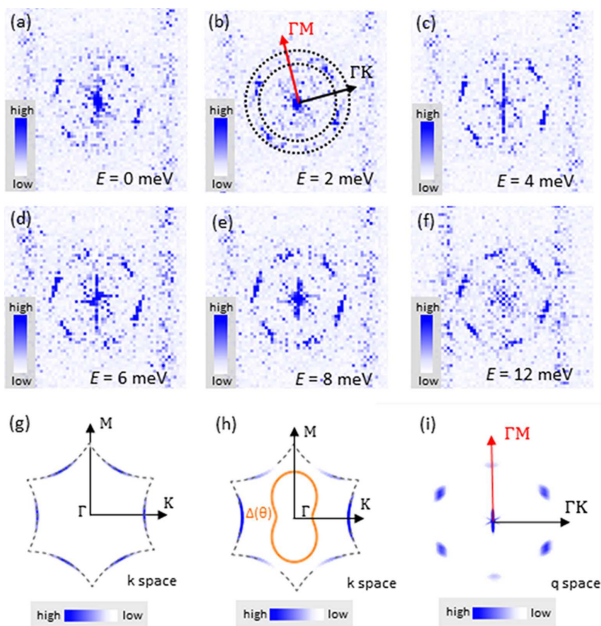 (a)
high
low
E = 0 meV
(b)
ΓM
ΓK
high
low
E = 2 meV
(c)
high
low
E = 4 meV
(d)
high
low
E = 6 meV
(e)
high
low
E = 8 meV
(f)
high
low
E = 12 meV
(g)
M
Γ
K
k space
high low
(h)
M
Δ(θ)
Γ
K
k space
high low
(i)
ΓM
ΓK
q space
high low